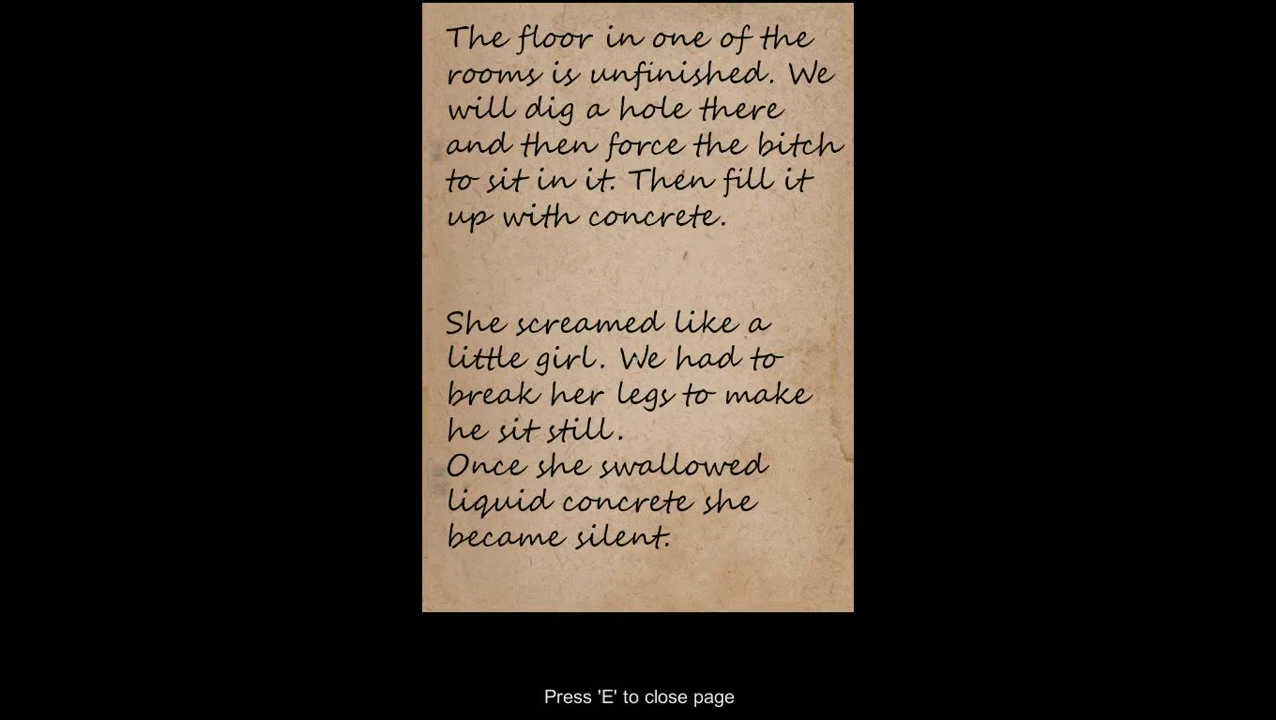 The floor in one of the
rooms is unfinished. We
will dig a hole there
and then force the bitch
to sit in it. Then fill it
up with concrete.
She screamed like a
little girl. We had to
break her legs to make
he sit still.
Once she swallowed
liquid concrete she
became silent.
Press 'E' to close page